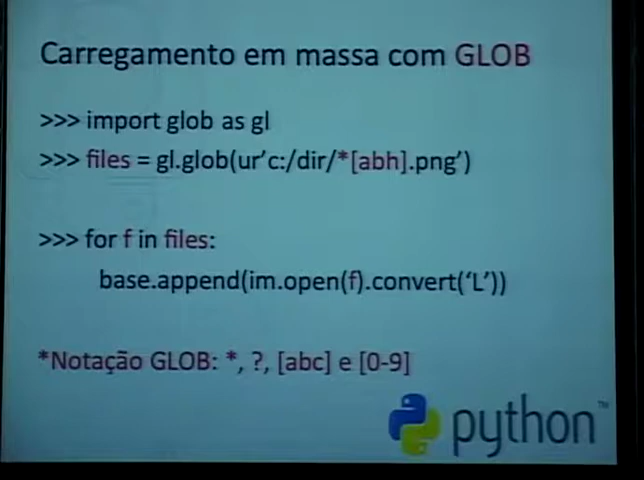 Carregamento em massa com GLOB
>>> import glob as gl
>>> files = gl.glob(ur'c:/dir/*[abh].png')
>>> for f in files:
base.append(im.open(f).convert('L'))
*Notação GLOB: *, ?, [abc] e [0-9]
python™